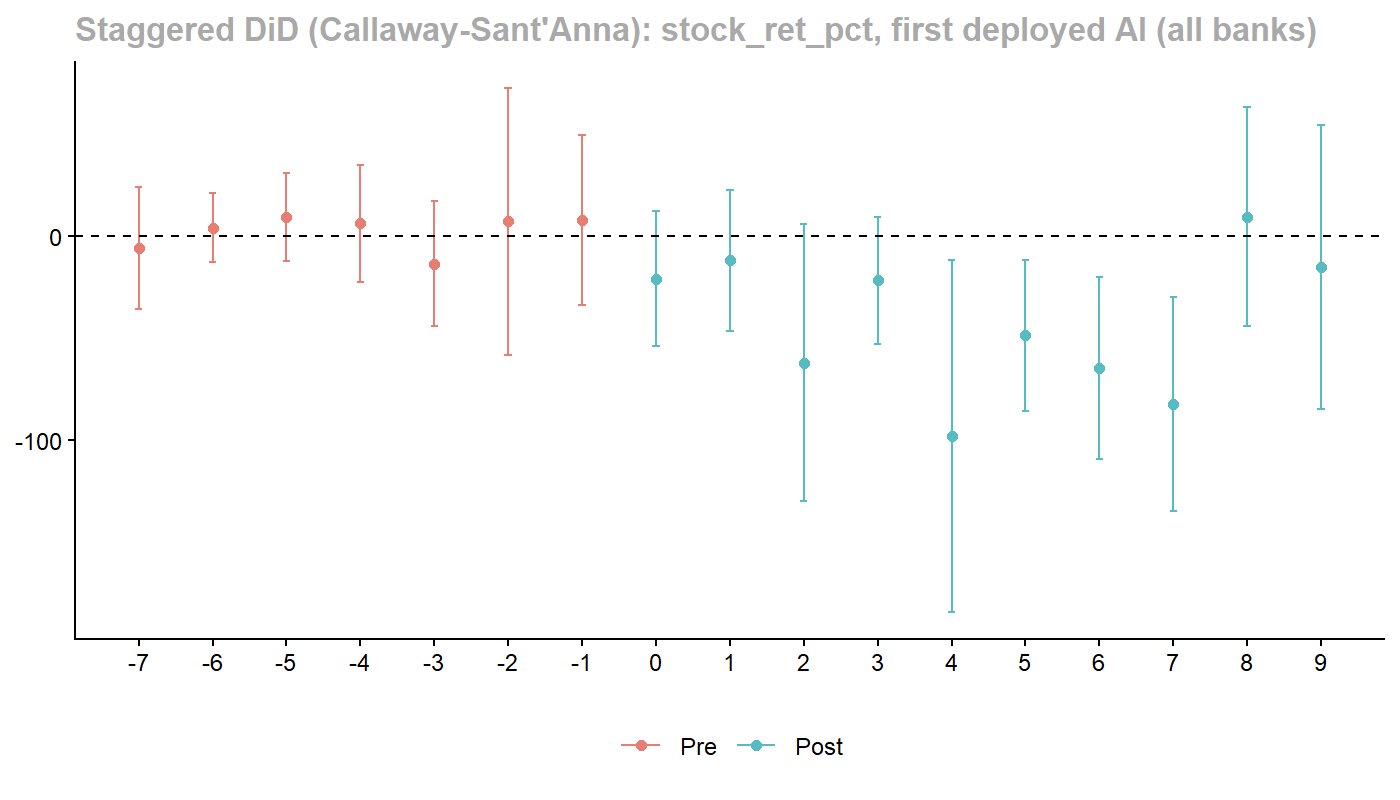 Staggered DiD (Callaway-Sant'Anna): stock_ret_pct, first deployed AI (all banks)
0
-100
-7 -6 -5 -4 -3 -2 -1 0 1 2 3 4 5 6 7 8 9
Pre Post